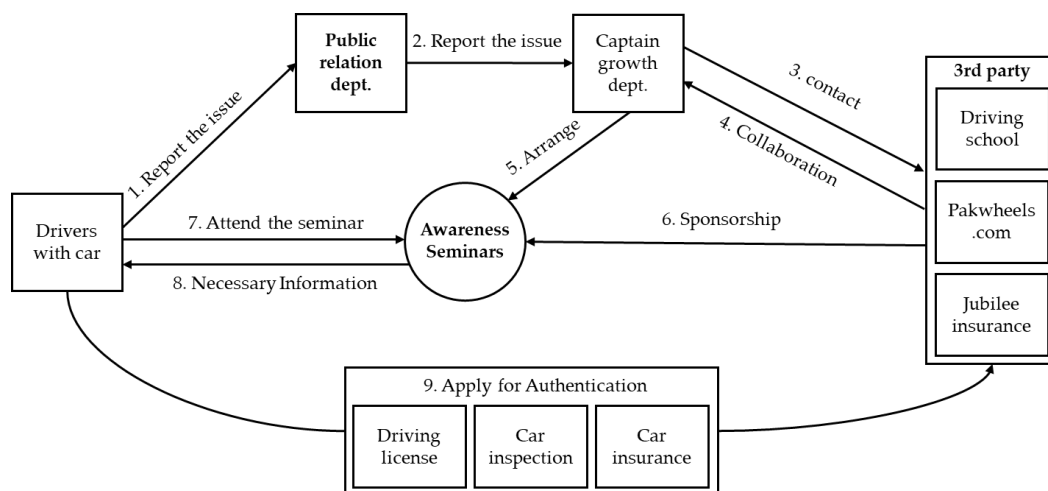 Public
relation
dept.
2. Report the issue
Captain
growth
dept.
3. contact
4. Collaboration
3rd party
Driving
school
Pakwheels
.com
Jubilee
insurance
1. Report the issue
5. Arrange
Drivers
with car
7. Attend the seminar
Awareness
Seminars
6. Sponsorship
8. Necessary Information
9. Apply for Authentication
Driving
license
Car
inspection
Car
insurance